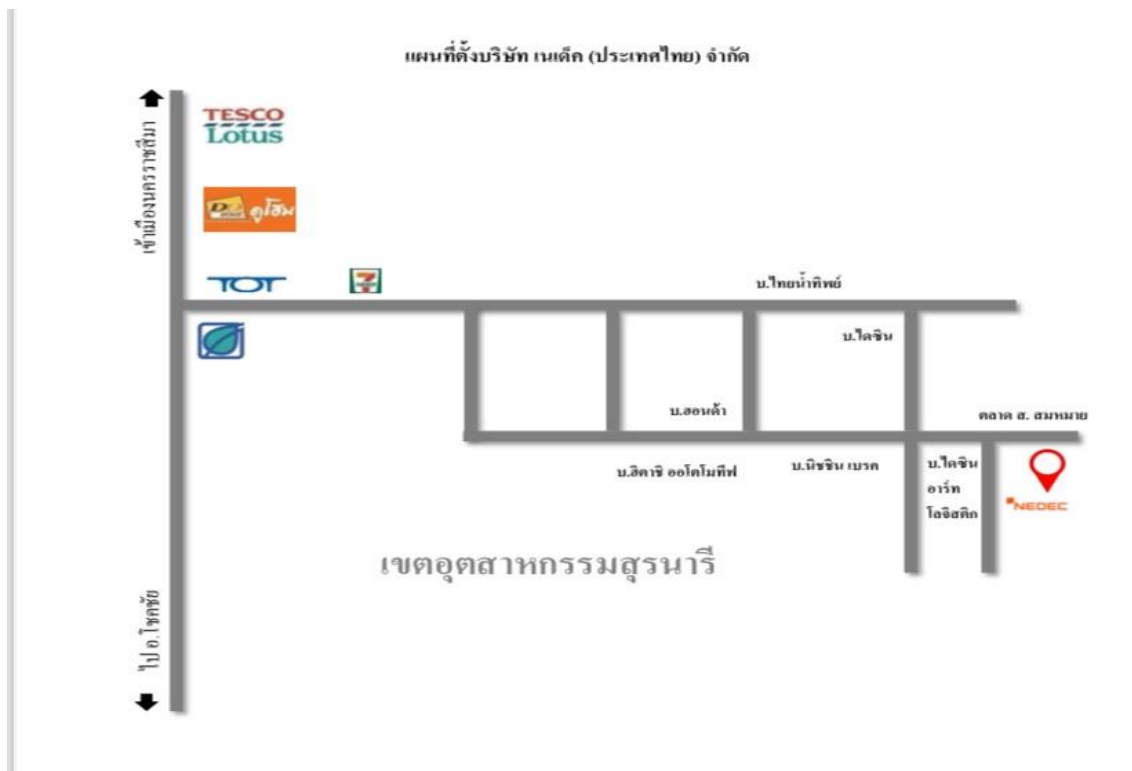 แผนที่ตั้งบริษัท เนเด็ค (ประเทศไทย) จำกัด
เข้าเมืองนครราชสีมา
TESCO
Lotus
ดูโฮม
TOT
7
บ.ไทยน้ำทิพย์
บ.ไดซิน
บ.ฮอนด้า
ตลาด ส. สมหมาย
บ.ฮิตาชิ ออโตโมทีฟ
บ.นิชชิน เบรค
บ.ไดซิน
อาร์ท
โลจิสติก
NEDEC
เขตอุตสาหกรรมสุรนารี
ไป อ.โชคชัย